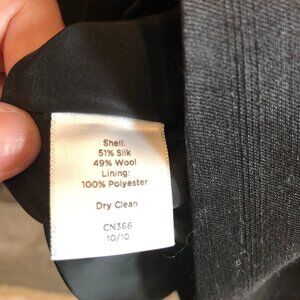 Shell:
51% Silk
49% Wool
Lining:
100% Polyester
Dry Clean
CN366
10/10